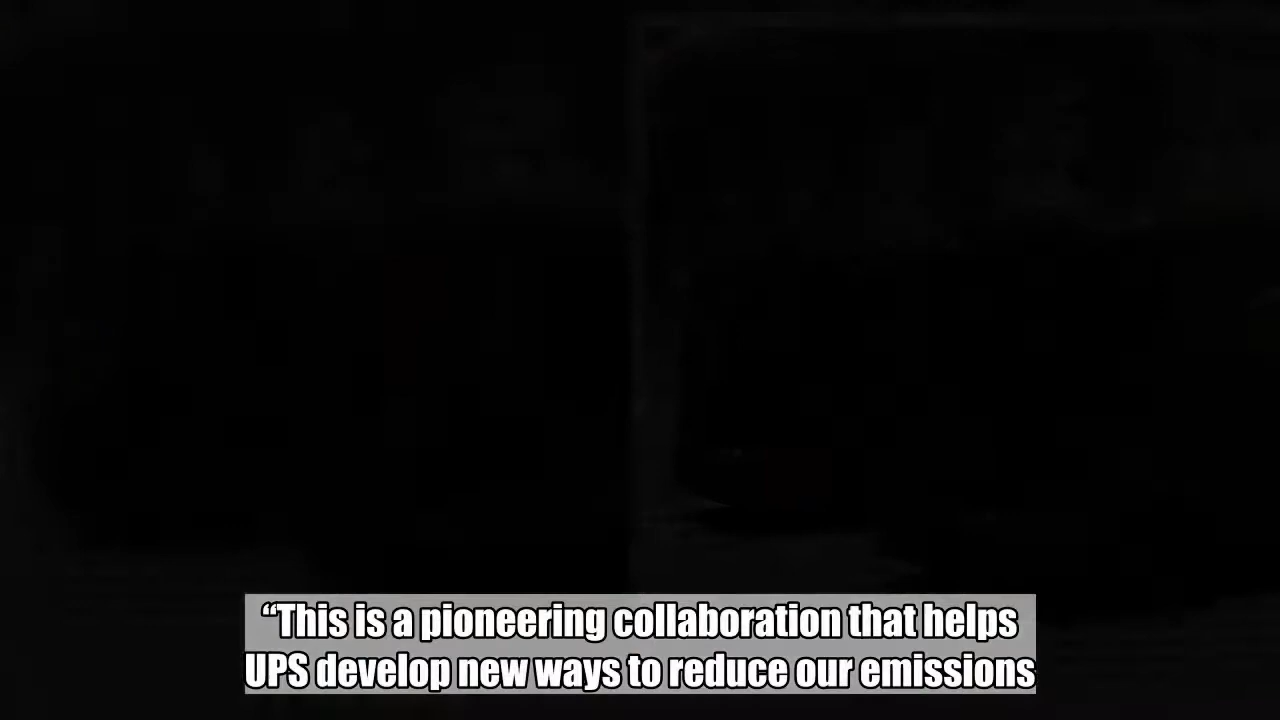 “This is a pioneering collaboration that helps
UPS develop new ways to reduce our emissions